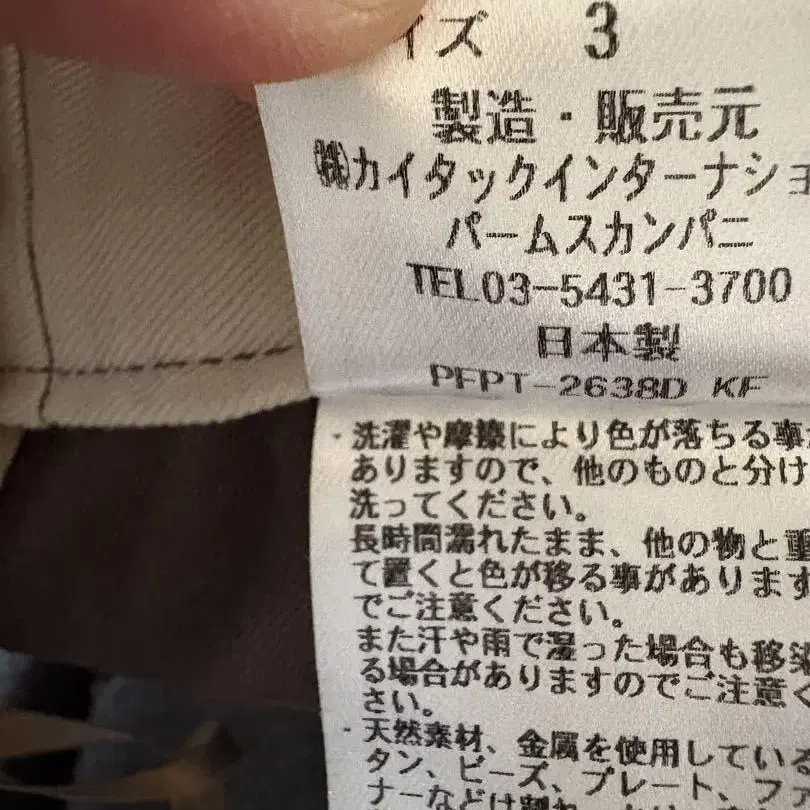 イズ 3
製造・販売元
㈱カイタックインターナショ
パームスカンパニ
TEL03-5431-3700
日本製
PFPT-2638D KF
・洗濯や摩擦により色が落ちる事が
ありますので、他のものと分け
洗ってください。
長時間濡れたまま、他の物と重
て置くと色が移る事があります
でご注意ください。
また汗や雨で湿った場合も移染
る場合がありますのでご注意く
さい。
・天然素材、金属を使用している
タン、ビーズ、プレート、ファ
ナーなどは